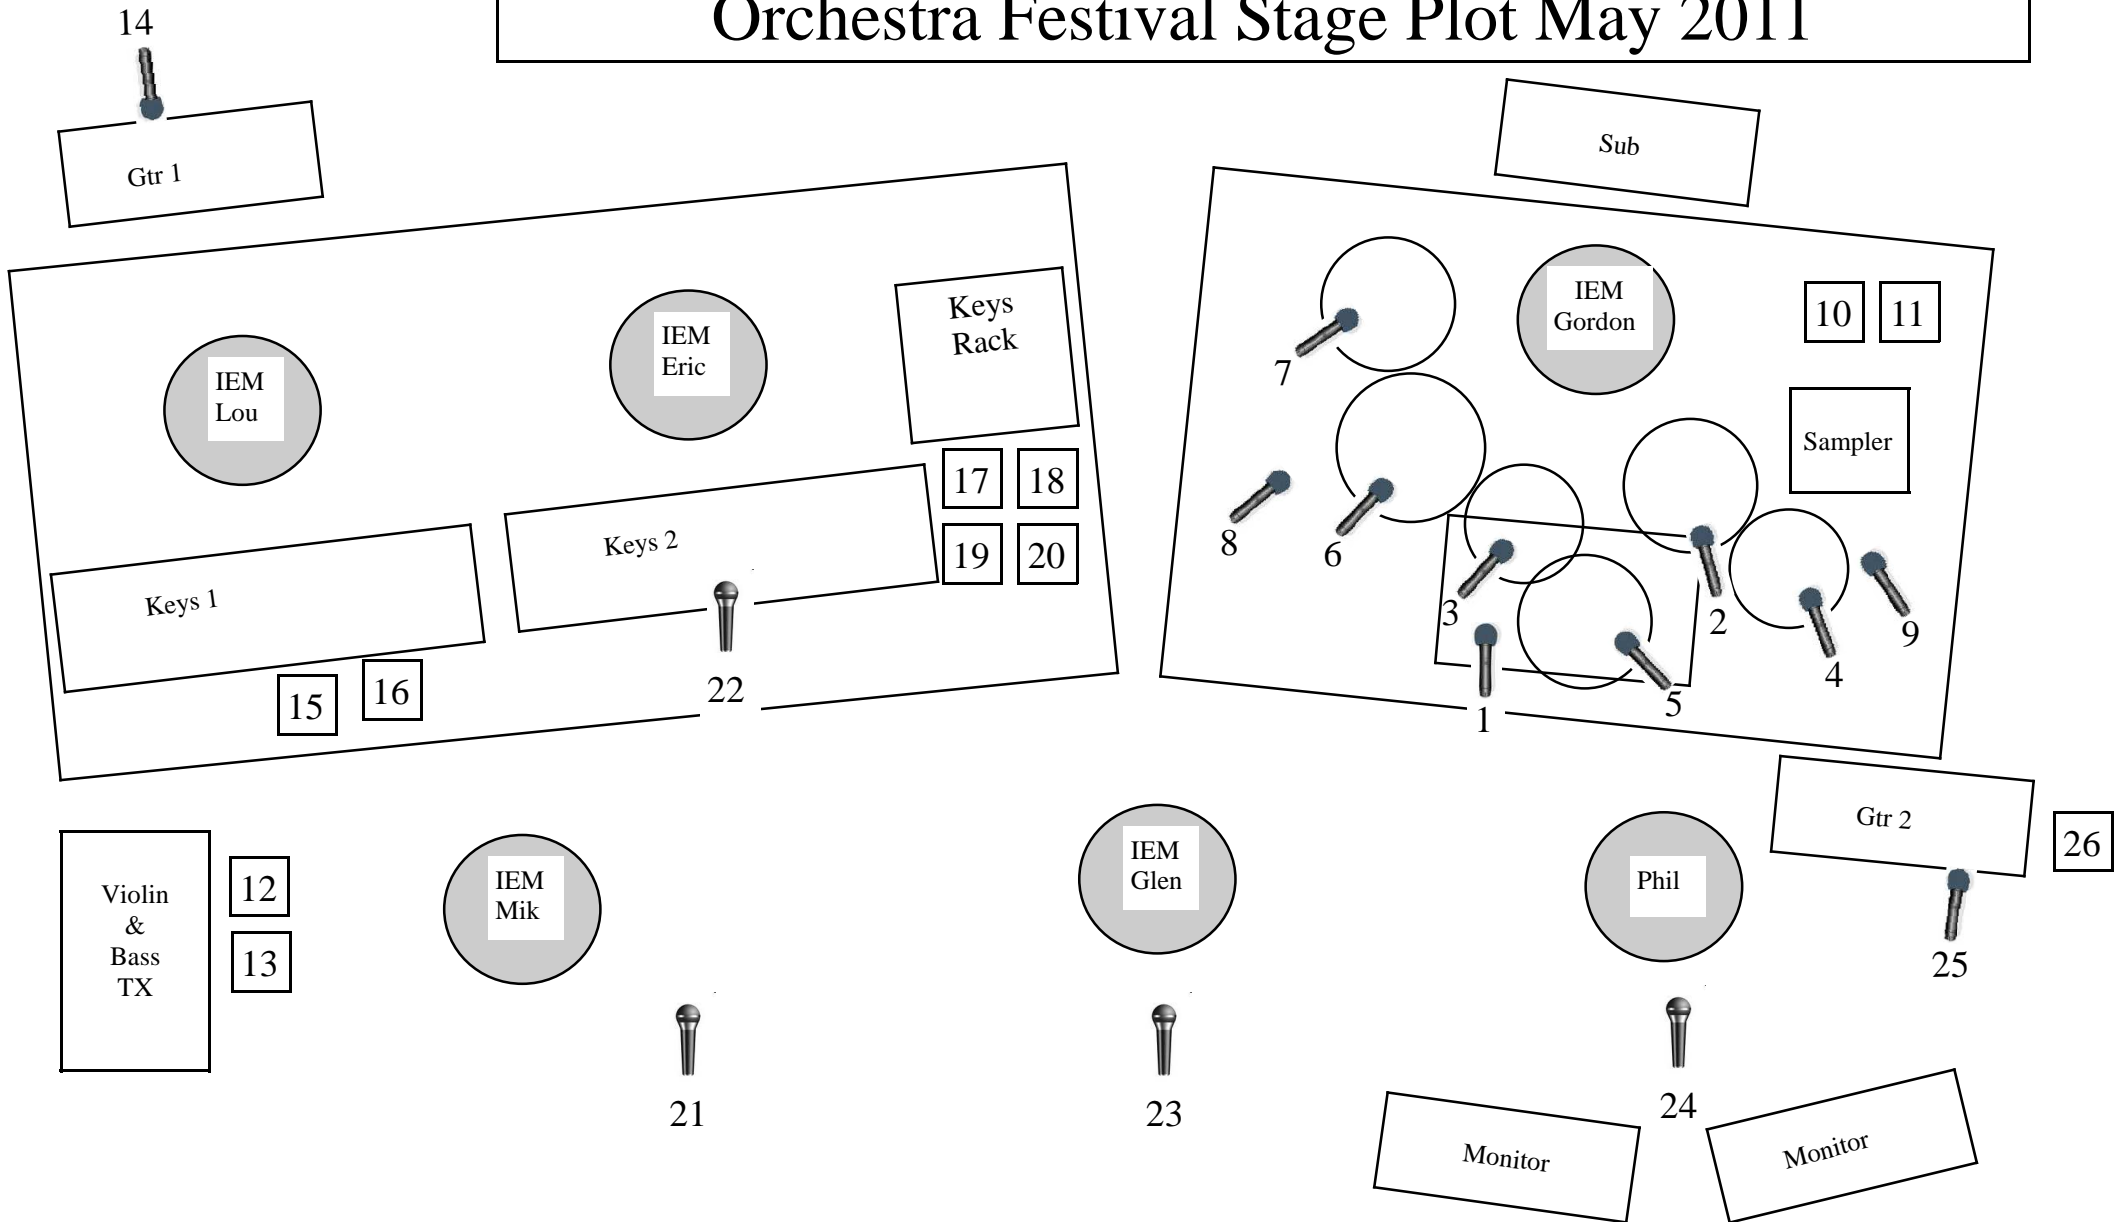 Orchestra Festival Stage Plot May 2011
14
Gtr 1
Sub
IEM
Lou
IEM
Eric
Keys
Rack
IEM
Gordon
10
11
7
Sampler
17
18
19
20
8
6
Keys 1
Keys 2
3
2
9
4
15
16
22
1
5
Gtr 2
26
Violin
&
Bass
TX
12
13
IEM
Mik
IEM
Glen
Phil
25
21
23
24
Monitor
Monitor